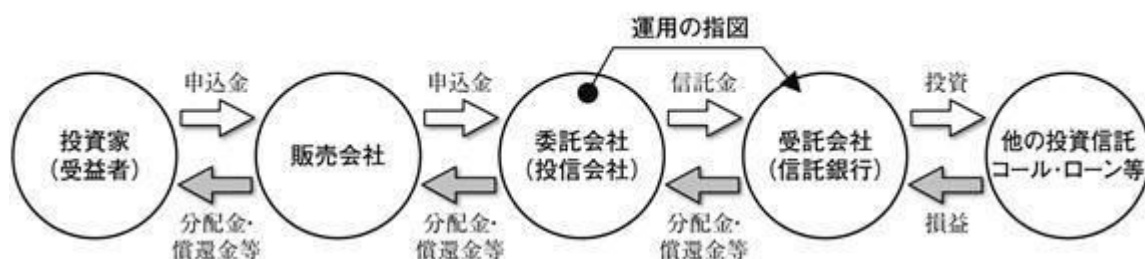 運用の指図
申込金
申込金
信託金
投資
投資家
(受益者)
販売会社
委託会社
(投信会社)
受託会社
(信託銀行)
他の投資信託
コール・ローン等
分配金・
償還金等
分配金・
償還金等
分配金・
償還金等
損益